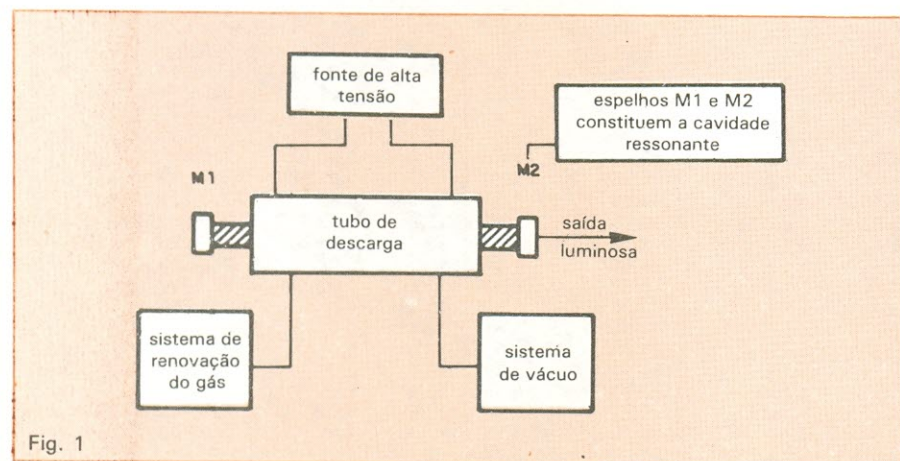 fonte de alta
tensão
espelhos M1 e M2
constituem a cavidade
ressonante
M1
M2
tubo de
descarga
saída
luminosa
sistema de
renovação
do gás
sistema
de vácuo
Fig. 1